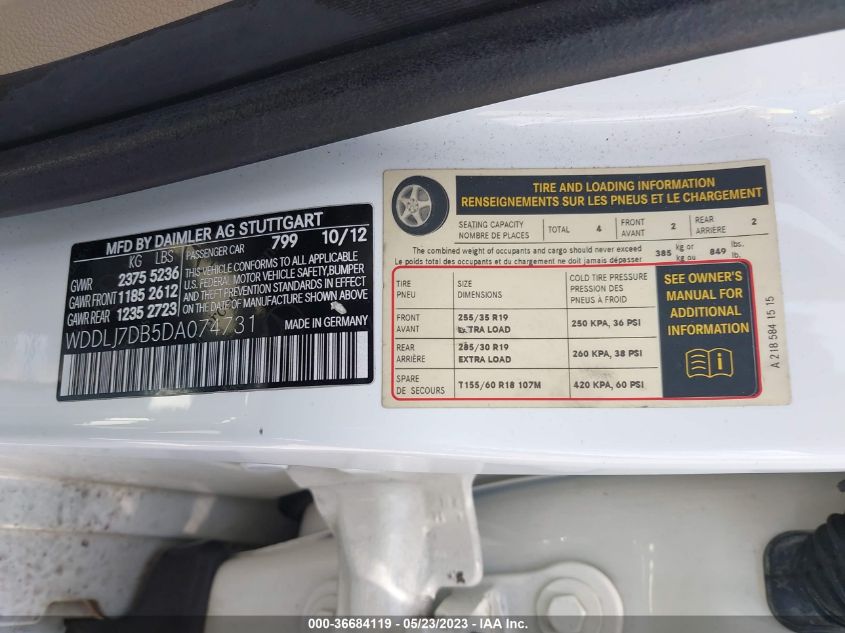 MFD BY DAIMLER AG STUTTGART
KG LBS PASSENGER CAR 799 10/12
GVWR 2375 5236
GAWR FRONT 1185 2612
GAWR REAR 1235 2723
THIS VEHICLE CONFORMS TO ALL APPLICABLE
U.S. FEDERAL MOTOR VEHICLE SAFETY, BUMPER
AND THEFT PREVENTION STANDARDS IN EFFECT
ON THE DATE OF MANUFACTURE SHOWN ABOVE.
WDDLJ7DB5DA074731 MADE IN GERMANY
TIRE AND LOADING INFORMATION
RENSEIGNEMENTS SUR LES PNEUS ET LE CHARGEMENT
SEATING CAPACITY
NOMBRE DE PLACES
TOTAL 4
FRONT
AVANT
2
REAR
ARRIÈRE
2
The combined weight of occupants and cargo should never exceed
Le poids total des occupants et du chargement ne doit jamais dépasser
385 kg or
kg ou
849 lbs.
lb.
TIRE
PNEU
SIZE
DIMENSIONS
COLD TIRE PRESSURE
PRESSION DES
PNEUS À FROID
FRONT
AVANT
255/35 R19
EXTRA LOAD
250 KPA, 36 PSI
REAR
ARRIÈRE
285/30 R19
EXTRA LOAD
260 KPA, 38 PSI
SPARE
DE SECOURS
T155/60 R18 107M
420 KPA, 60 PSI
SEE OWNER'S
MANUAL FOR
ADDITIONAL
INFORMATION
A 218 584 15 15
000-36684119 - 05/23/2023 - IAA Inc.